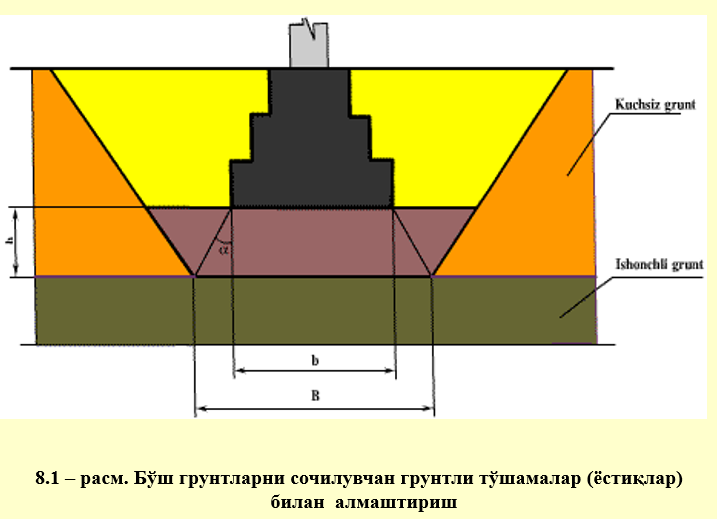 Kuchsiz grunt
h
α
Ishonchli grunt
b
B
8.1 – расм. Бўш грунтларни сочилувчан грунтли тўшамалар (ёстиқлар)
билан алмаштириш